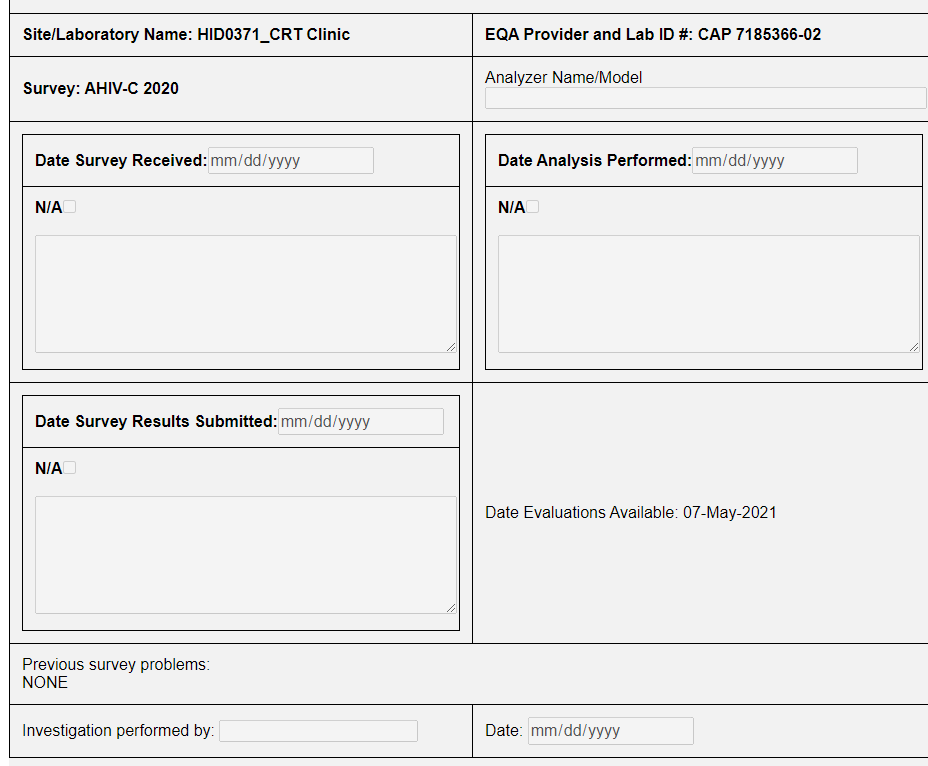 Site/Laboratory Name: HID0371_CRT Clinic
EQA Provider and Lab ID #: CAP 7185366-02
Survey: AHIV-C 2020
Analyzer Name/Model
Date Survey Received: mm/dd/yyyy
N/A
Date Analysis Performed: mm/dd/yyyy
N/A
Date Survey Results Submitted: mm/dd/yyyy
N/A
Date Evaluations Available: 07-May-2021
Previous survey problems:
NONE
Investigation performed by:
Date: mm/dd/yyyy